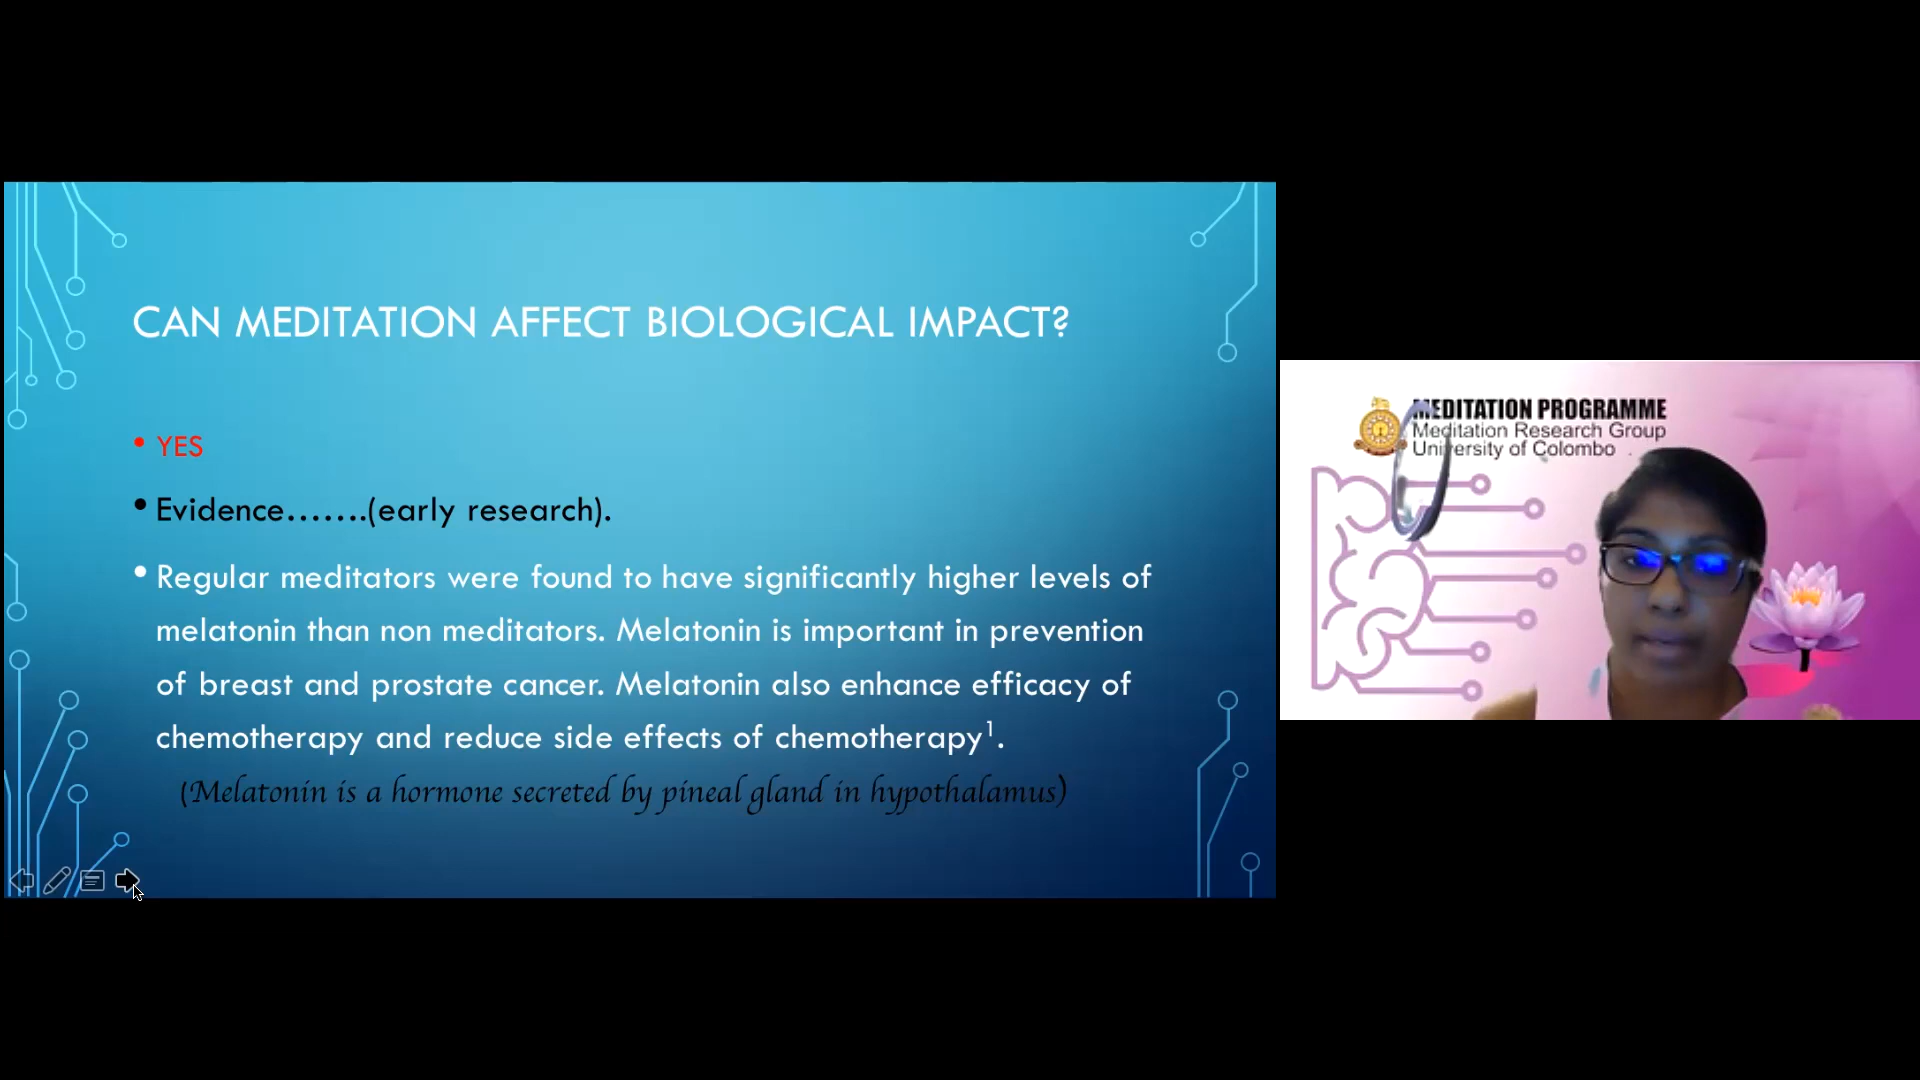 CAN MEDITATION AFFECT BIOLOGICAL IMPACT?
• YES
• Evidence…….(early research).
• Regular meditators were found to have significantly higher levels of
melatonin than non meditators. Melatonin is important in prevention
of breast and prostate cancer. Melatonin also enhance efficacy of
chemotherapy and reduce side effects of chemotherapy¹.
(Melatonin is a hormone secreted by pineal gland in hypothalamus)
MEDITATION PROGRAMME
Meditation Research Group
University of Colombo